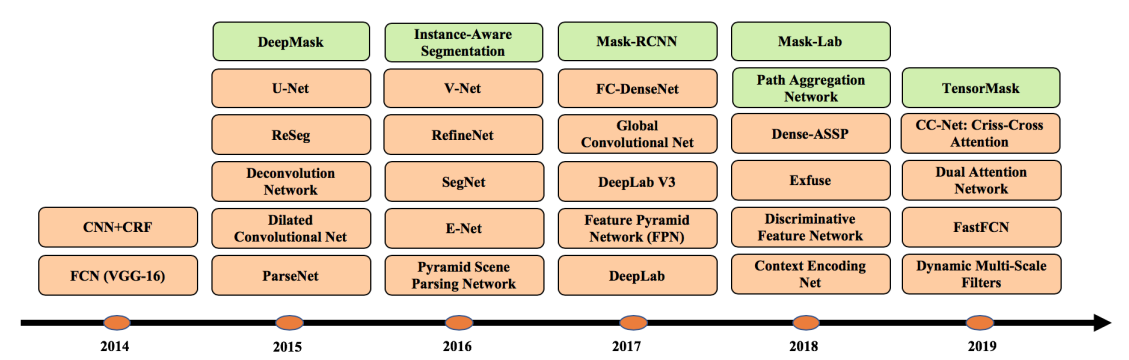 DeepMask
Instance-Aware
Segmentation
Mask-RCNN
Mask-Lab
U-Net
V-Net
FC-DenseNet
Path Aggregation
Network
TensorMask
ReSeg
RefineNet
Global
Convolutional Net
Dense-ASSP
CC-Net: Criss-Cross
Attention
Deconvolution
Network
SegNet
DeepLab V3
Exfuse
Dual Attention
Network
CNN+CRF
Dilated
Convolutional Net
E-Net
Feature Pyramid
Network (FPN)
Discriminative
Feature Network
FastFCN
FCN (VGG-16)
ParseNet
Pyramid Scene
Parsing Network
DeepLab
Context Encoding
Net
Dynamic Multi-Scale
Filters
2014
2015
2016
2017
2018
2019